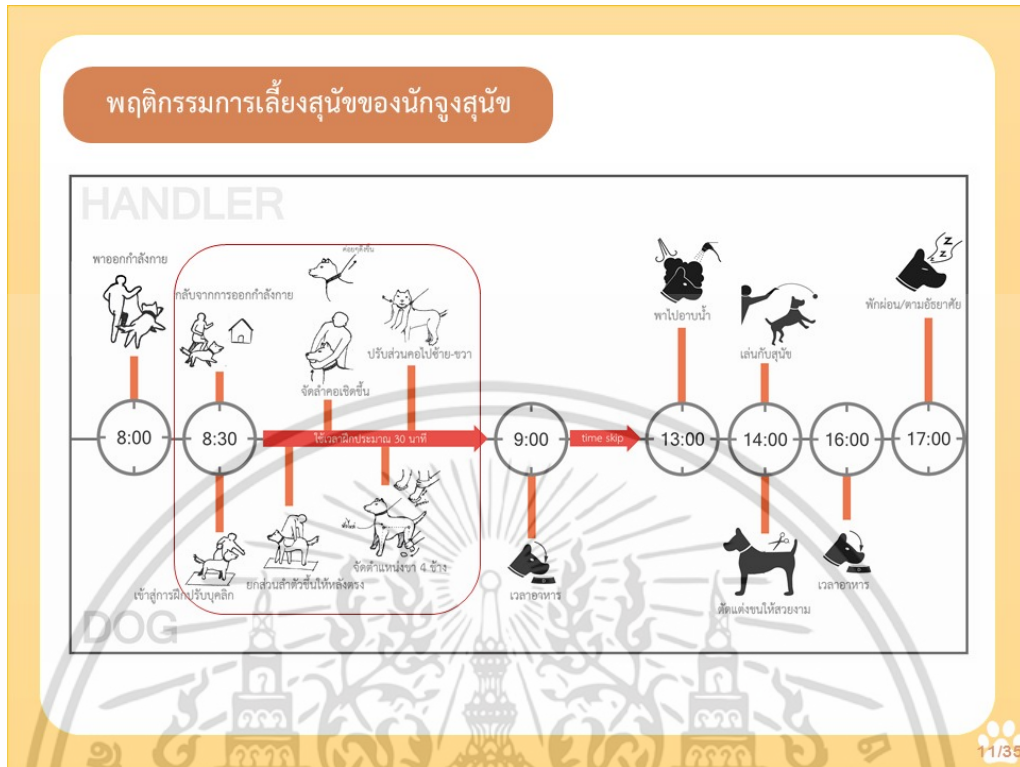 พฤติกรรมการเลี้ยงสุนัขของนักจูงสุนัข
HANDLER
พาออกกำลังกาย
กลับจากการออกกำลังกาย
ค่อยๆดึงขึ้น
จัดลำคอเชิดขึ้น
ปรับส่วนคอไปซ้าย-ขวา
พาไปอาบน้ำ
เล่นกับสุนัข
พักผ่อน/ตามอัธยาศัย
8:00
8:30
ใช้เวลาฝึกประมาณ 30 นาที
9:00
time skip
13:00
14:00
16:00
17:00
เข้าสู่การฝึกปรับบุคลิก
ยกส่วนลำตัวขึ้นให้หลังตรง
จัดตำแหน่งขา 4 ข้าง
เวลาอาหาร
ตัดแต่งขนให้สวยงาม
เวลาอาหาร
DOG
11/35